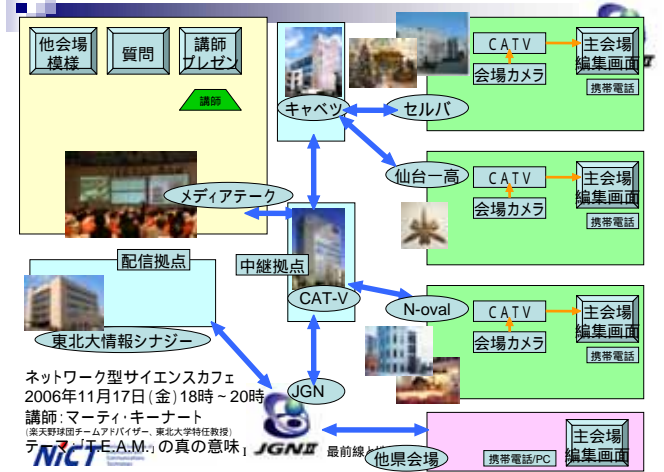 他会場
模様
質問
講師
プレゼン
講師
キャベツ
セルバ
仙台一高
メディアテーク
配信拠点
中継拠点
CAT-V
N-oval
東北大情報シナジー
JGN
他県会場
CATV
会場カメラ
主会場
編集画面
携帯電話
CATV
会場カメラ
主会場
編集画面
携帯電話
CATV
会場カメラ
主会場
編集画面
携帯電話
主会場
編集画面
携帯電話/PC
ネットワーク型サイエンスカフェ
2006年11月17日(金)18時~20時
講師:マーティ・キーナート
(楽天野球団チームアドバイザー、東北大学特任教授)
テーマ:「T.E.A.M.」の真の意味
NICT
JGNII
最前線
JGNII